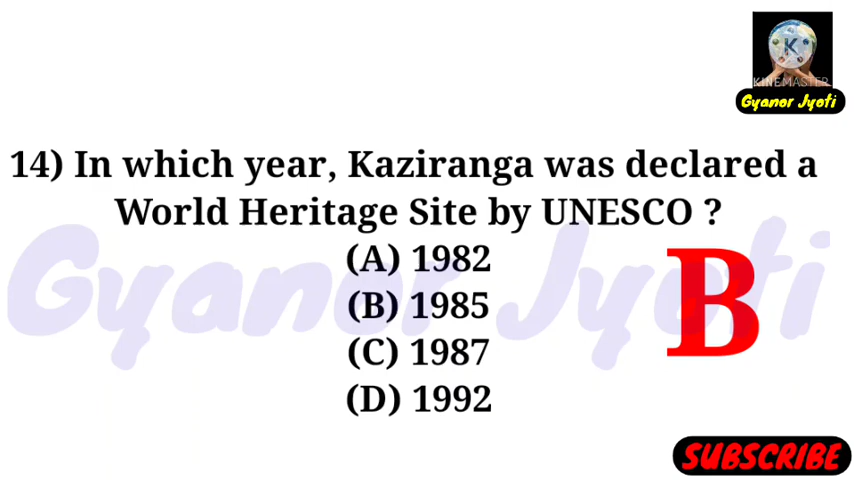 KINEMASTER
Gyanor Jyoti
14) In which year, Kaziranga was declared a
World Heritage Site by UNESCO ?
(A) 1982
(B) 1985
(C) 1987
(D) 1992
B
Gyanor Jyoti
SUBSCRIBE